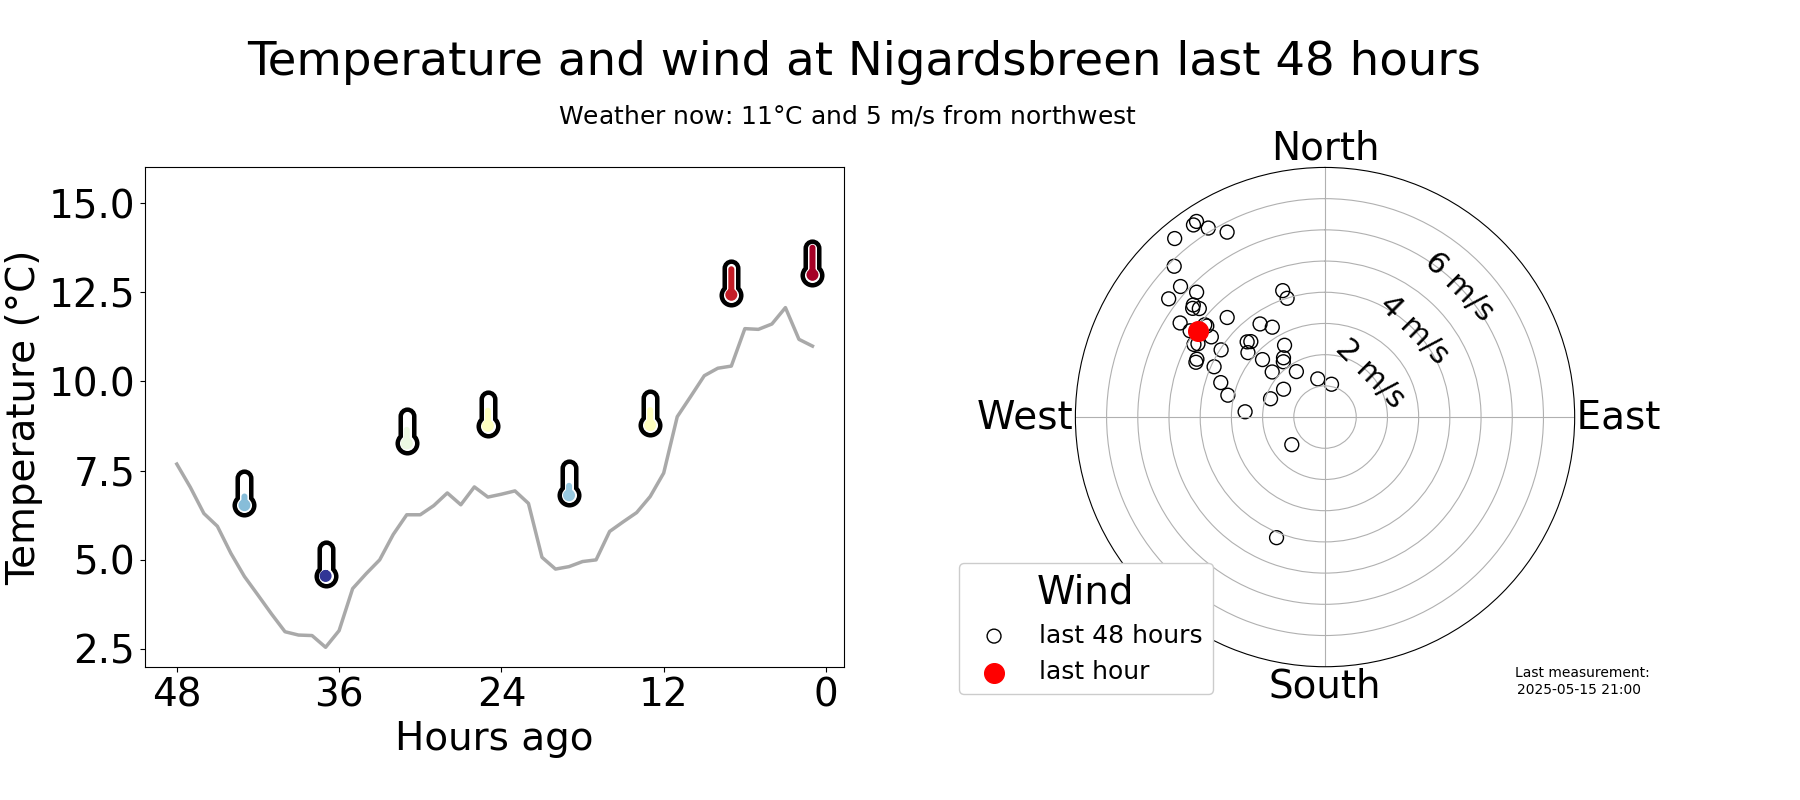 Temperature and wind at Nigardsbreen last 48 hours
Weather now: 11°C and 5 m/s from northwest
Temperature (°C)
15.0
12.5
10.0
7.5
5.0
2.5
48 36 24 12 0
Hours ago
North
West
East
South
6 m/s
4 m/s
2 m/s
Wind
last 48 hours
last hour
Last measurement:
2025-05-15 21:00